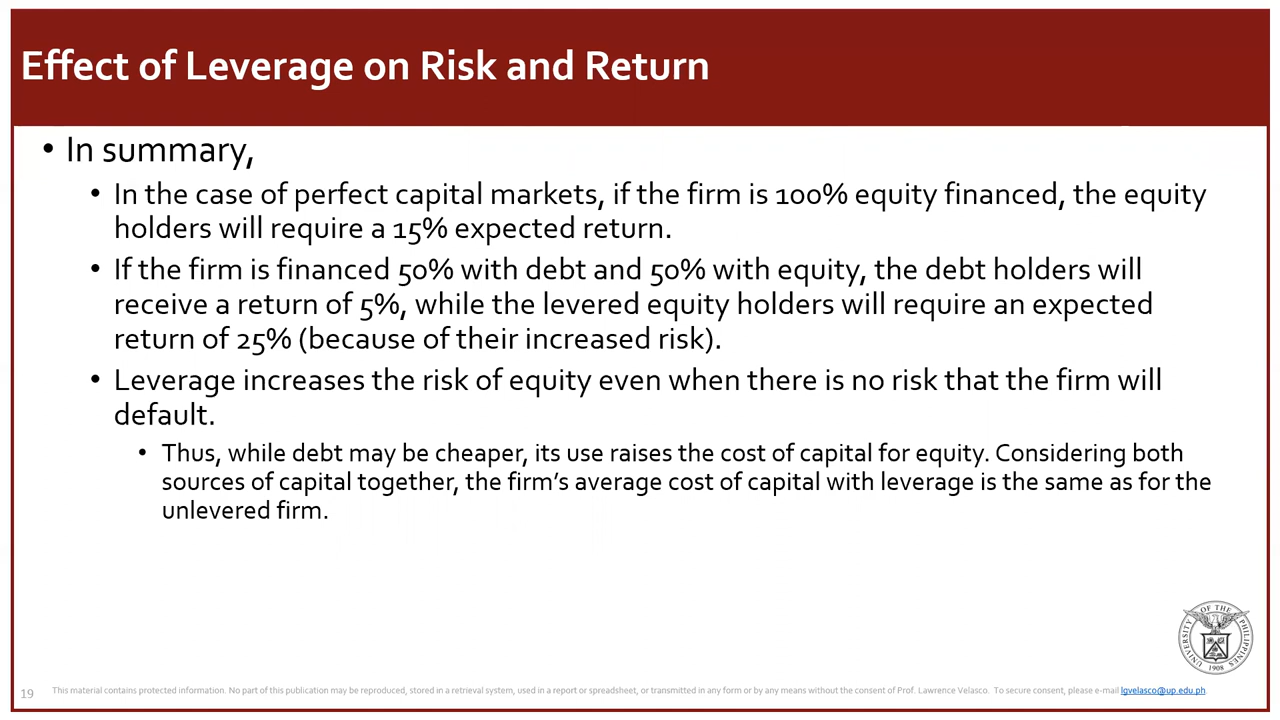 Effect of Leverage on Risk and Return
• In summary,
• In the case of perfect capital markets, if the firm is 100% equity financed, the equity
holders will require a 15% expected return.
• If the firm is financed 50% with debt and 50% with equity, the debt holders will
receive a return of 5%, while the levered equity holders will require an expected
return of 25% (because of their increased risk).
• Leverage increases the risk of equity even when there is no risk that the firm will
default.
• Thus, while debt may be cheaper, its use raises the cost of capital for equity. Considering both
sources of capital together, the firm's average cost of capital with leverage is the same as for the
unlevered firm.
UNIVERSITY OF THE PHILIPPINES
1908
19
This material contains protected information. No part of this publication may be reproduced, stored in a retrieval system, used in a report or spreadsheet, or transmitted in any form or by any means without the consent of Prof. Lawrence Velasco. To secure consent, please e-mail lgvelasco@up.edu.ph.